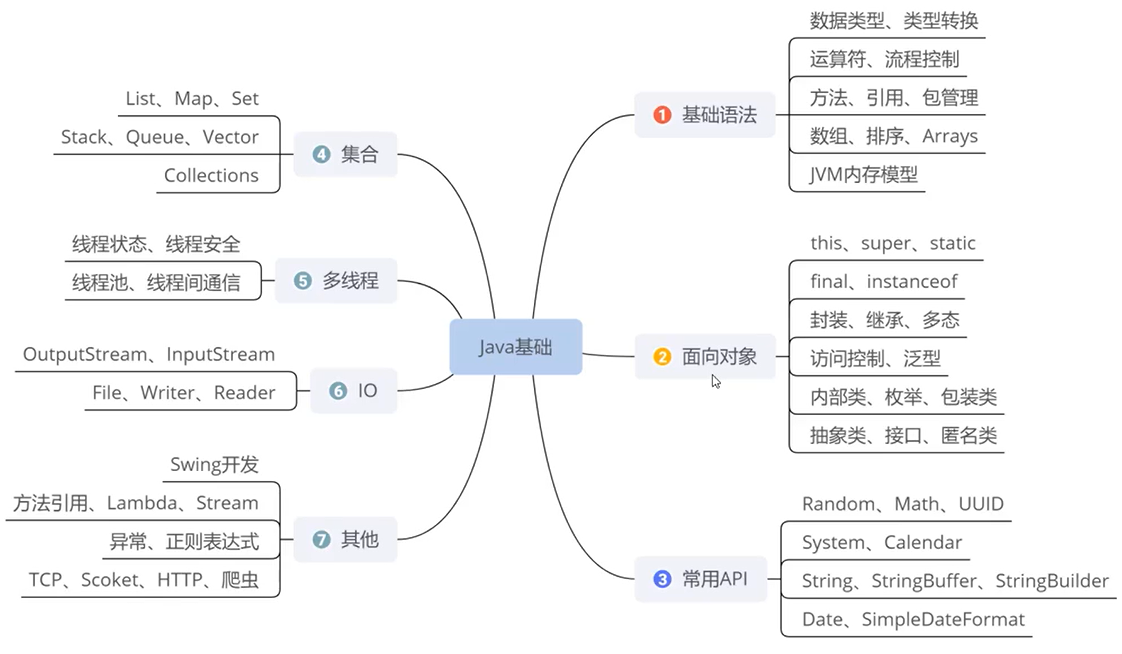 Java基础
1 基础语法
数据类型、类型转换
运算符、流程控制
方法、引用、包管理
数组、排序、Arrays
JVM内存模型
2 面向对象
this、super、static
final、instanceof
封装、继承、多态
访问控制、泛型
内部类、枚举、包装类
抽象类、接口、匿名类
3 常用API
Random、Math、UUID
System、Calendar
String、StringBuffer、StringBuilder
Date、SimpleDateFormat
4 集合
List、Map、Set
Stack、Queue、Vector
Collections
5 多线程
线程状态、线程安全
线程池、线程间通信
6 IO
OutputStream、InputStream
File、Writer、Reader
7 其他
Swing开发
方法引用、Lambda、Stream
异常、正则表达式
TCP、Scoket、HTTP、爬虫